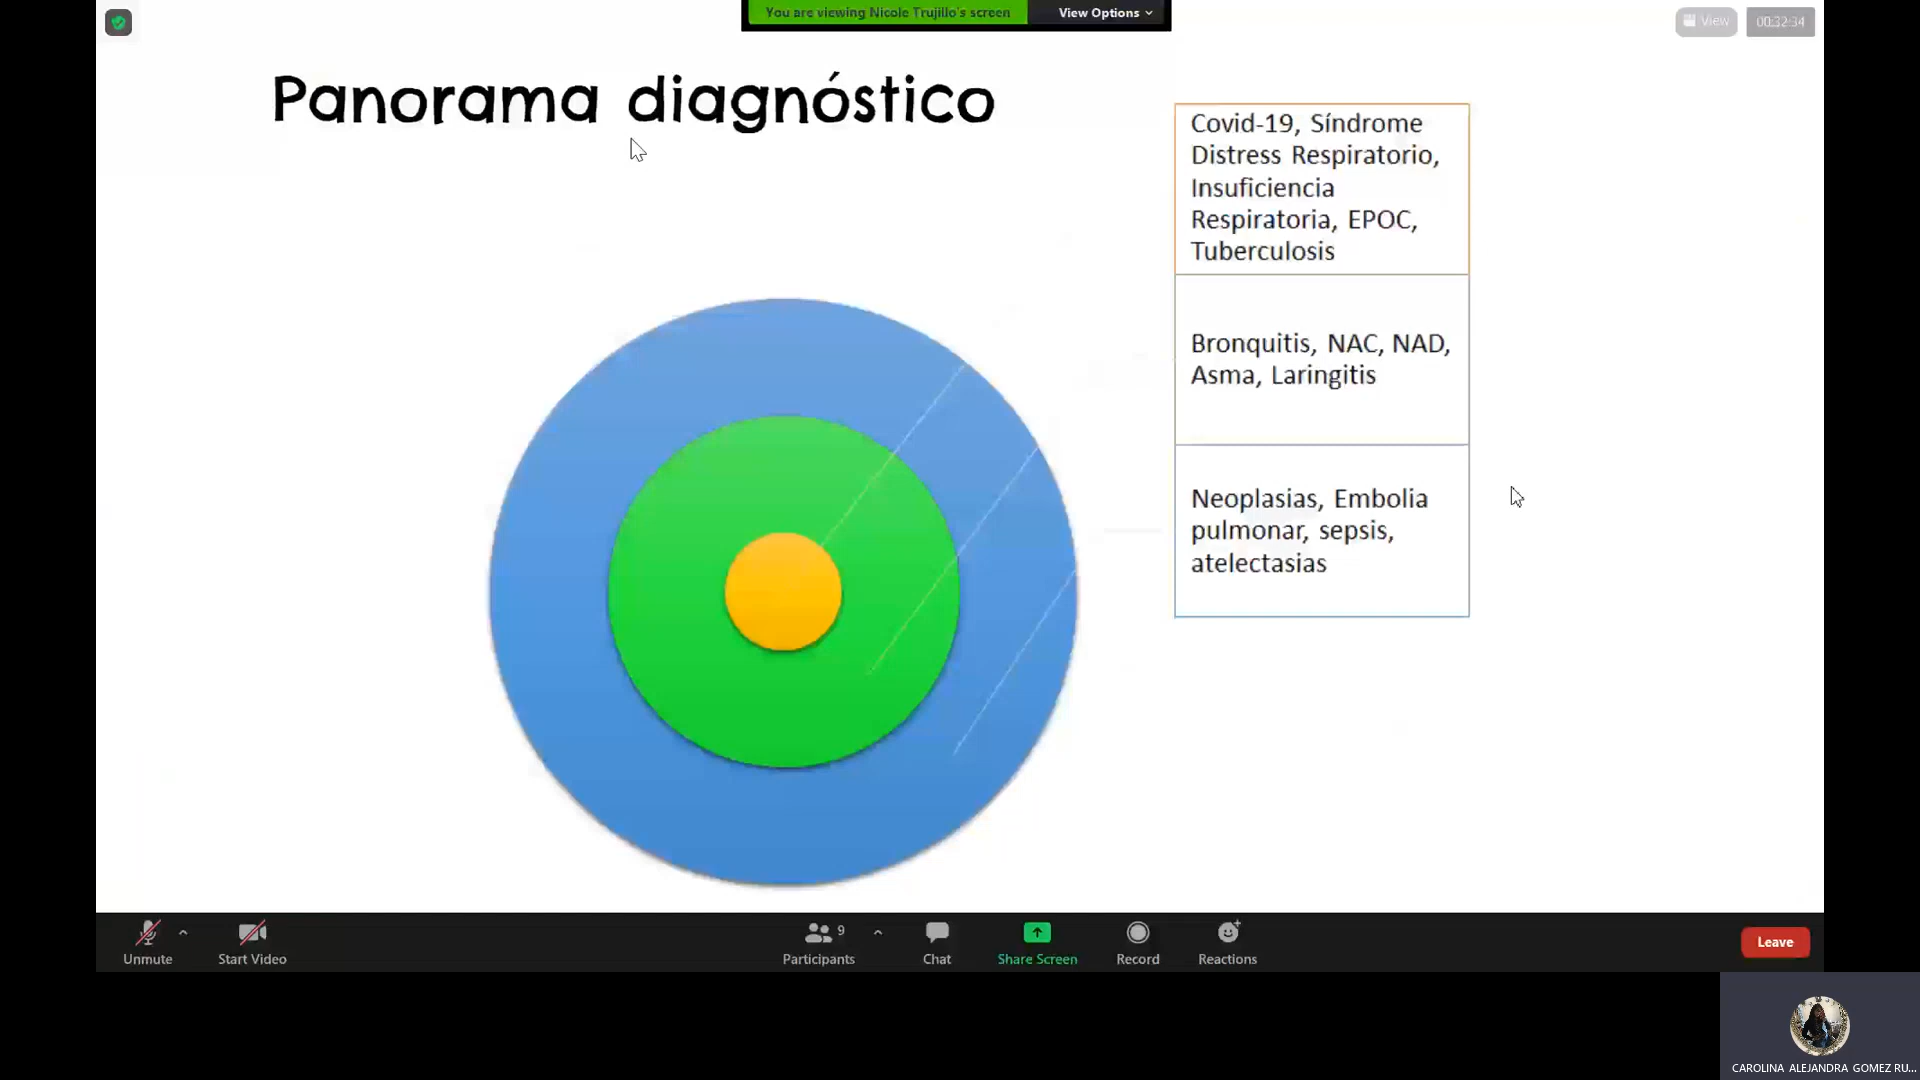 You are viewing Nicole Trujillo's screen
View Options
View
00:32:34
Panorama diagnóstico
Covid-19, Síndrome
Distress Respiratorio,
Insuficiencia
Respiratoria, EPOC,
Tuberculosis
Bronquitis, NAC, NAD,
Asma, Laringitis
Neoplasias, Embolia
pulmonar, sepsis,
atelectasias
Unmute
Start Video
9
Participants
Chat
Share Screen
Record
Reactions
Leave
CAROLINA ALEJANDRA GOMEZ RU...